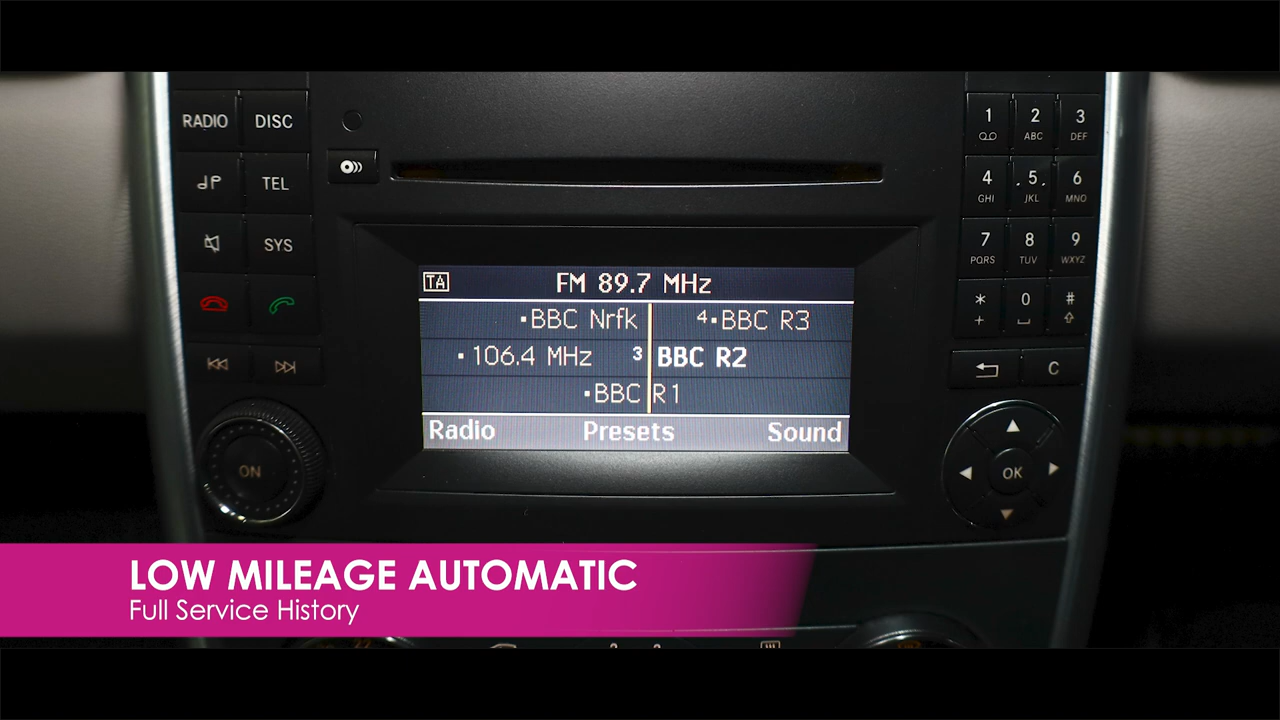 RADIO DISC
TEL
SYS
ON
1 2 3
ABC DEF
4 5 6
GHI JKL MNO
7 8 9
PQRS TUV WXYZ
* 0 #
+
C
OK
TA FM 89.7 MHz
BBC Nrfk 4 BBC R3
106.4 MHz 3 BBC R2
BBC R1
Radio Presets Sound
LOW MILEAGE AUTOMATIC
Full Service History